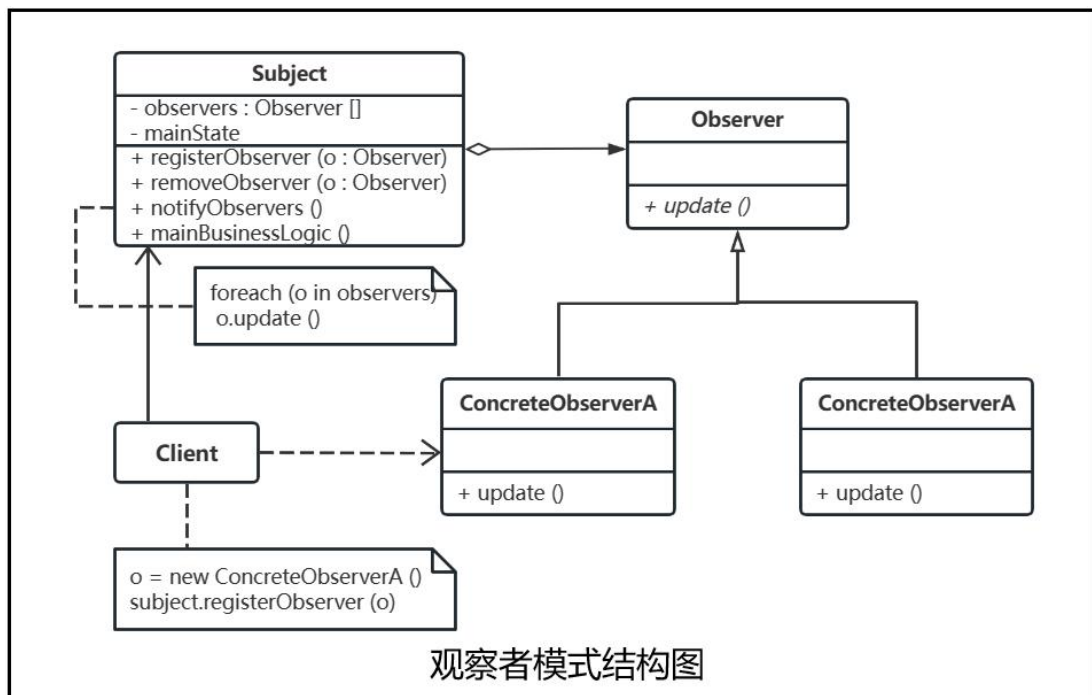 Subject
- observers : Observer []
- mainState
+ registerObserver (o : Observer)
+ removeObserver (o : Observer)
+ notifyObservers ()
+ mainBusinessLogic ()
Observer
+ update ()
foreach (o in observers)
o.update ()
ConcreteObserverA
+ update ()
ConcreteObserverA
+ update ()
Client
o = new ConcreteObserverA ()
subject.registerObserver (o)
观察者模式结构图